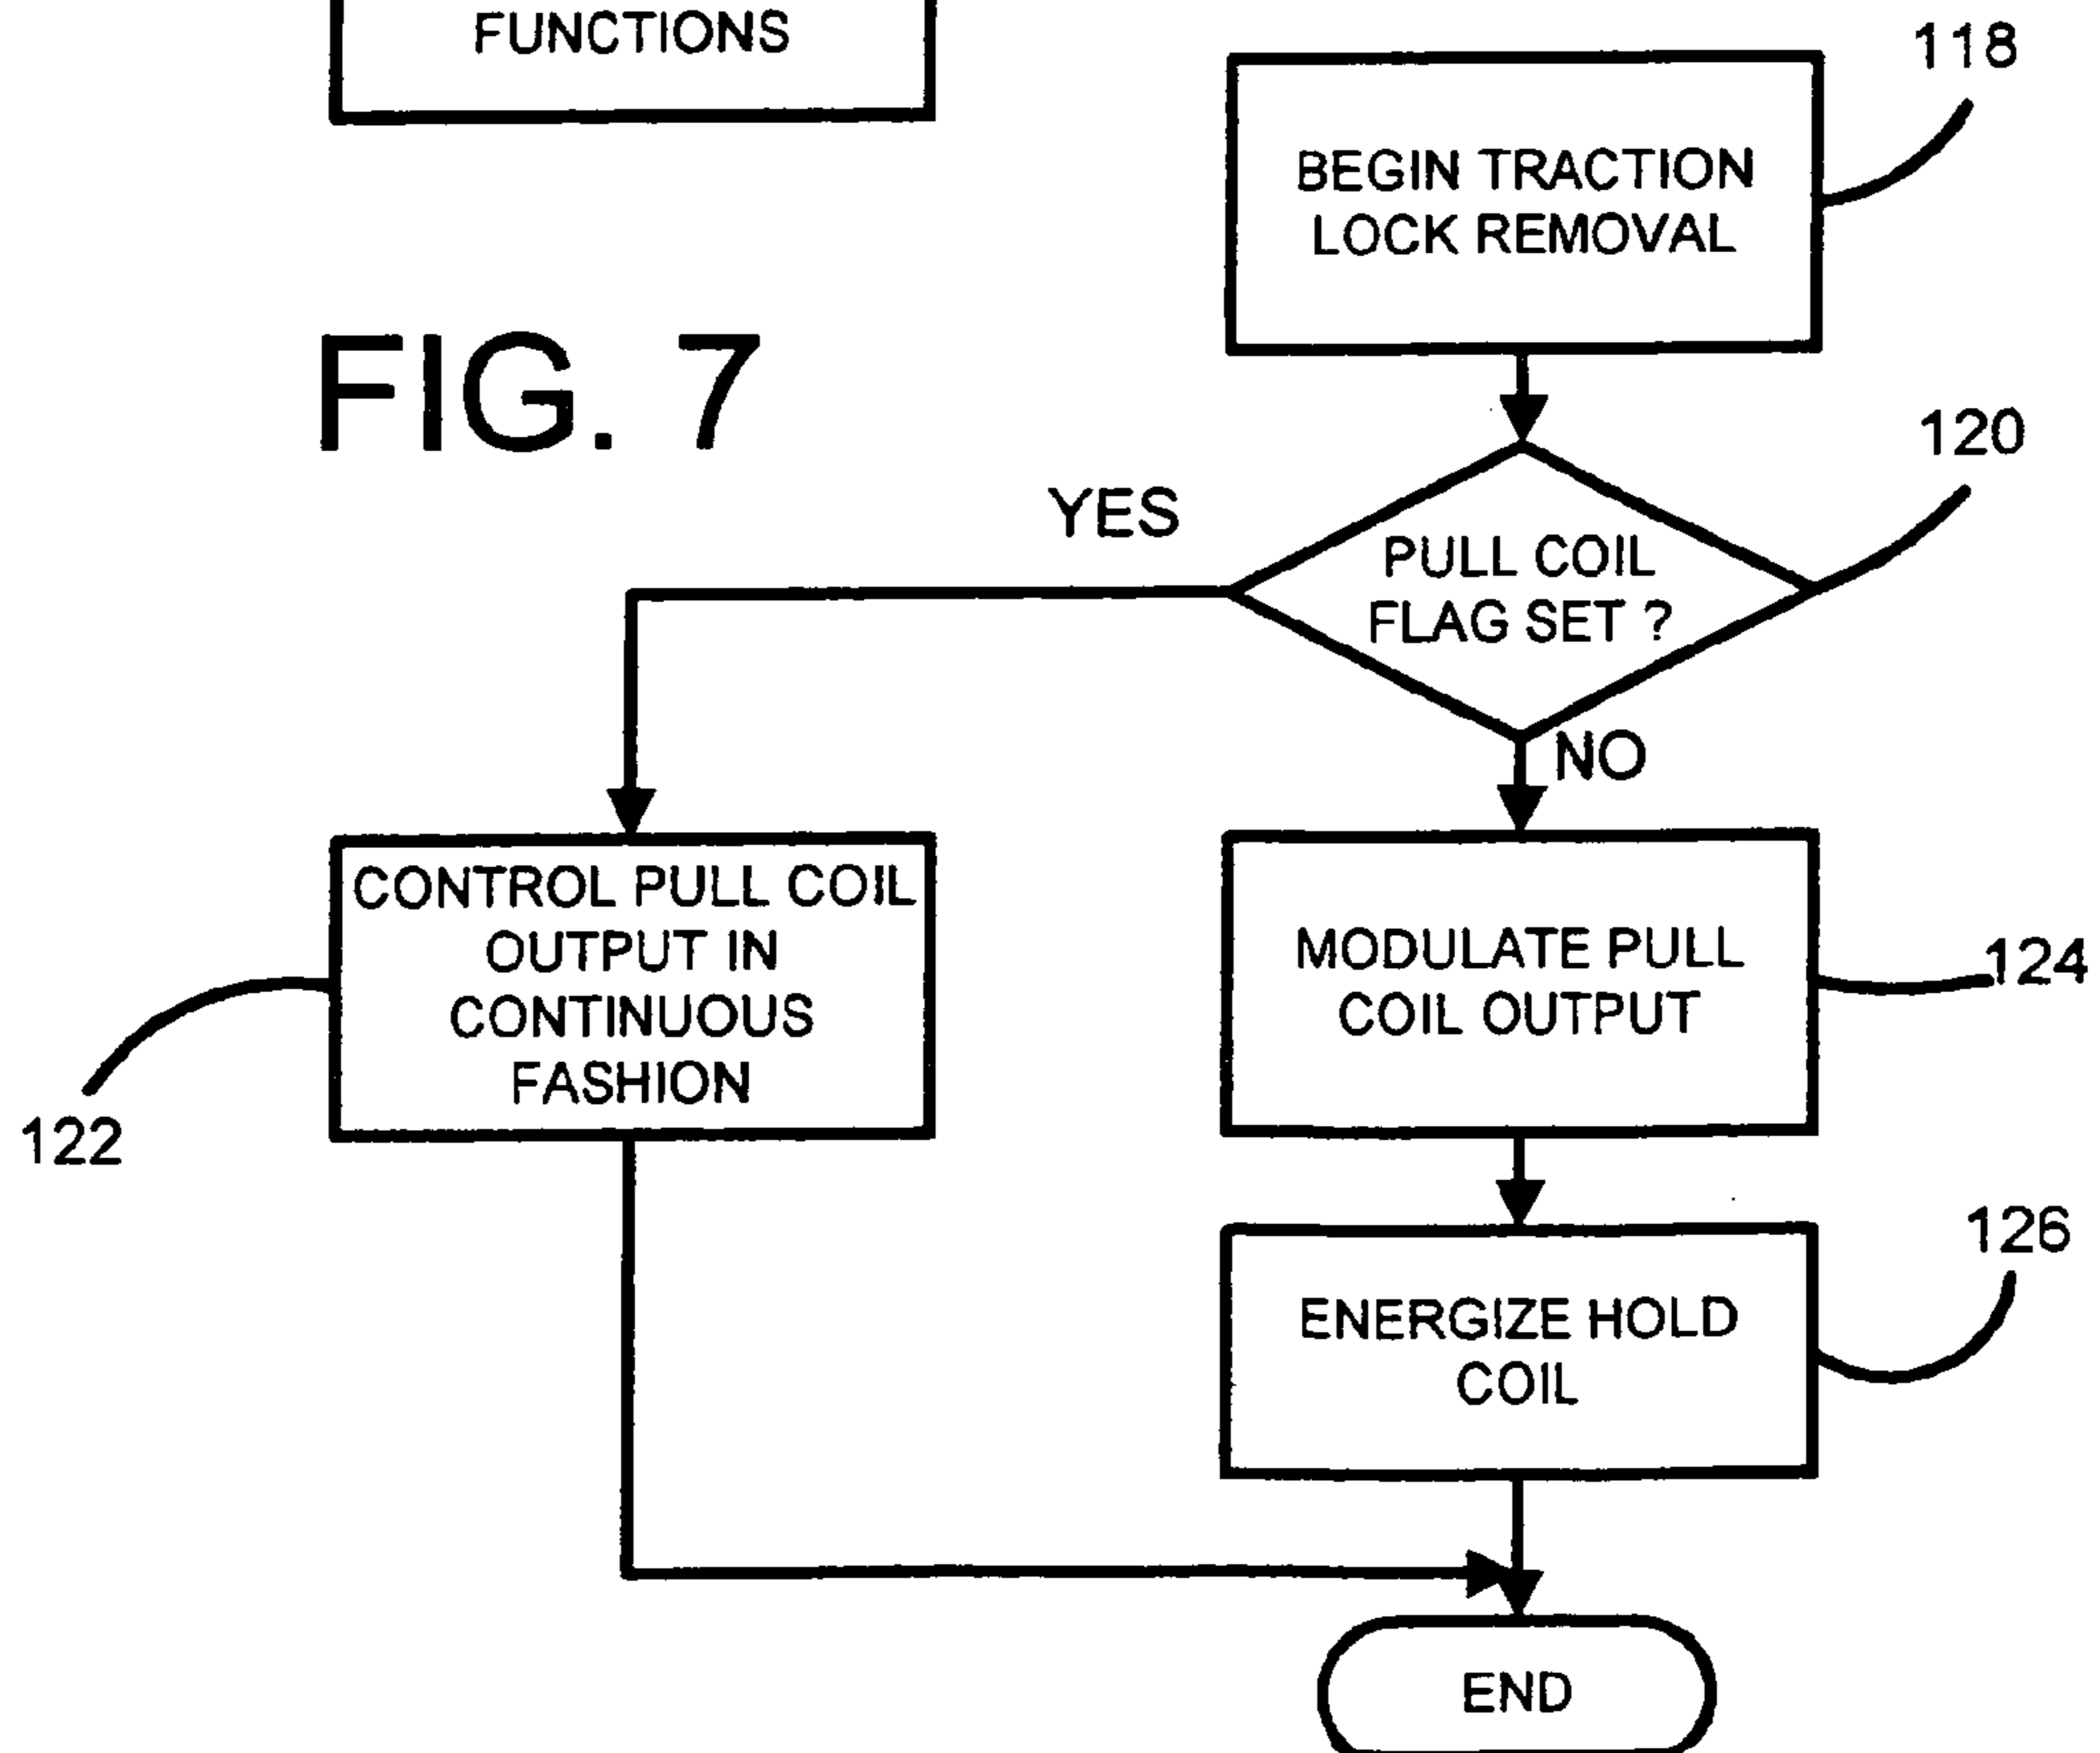 FUNCTIONS
118
BEGIN TRACTION
LOCK REMOVAL
FIG. 7
120
YES
PULL COIL
FLAG SET ?
NO
CONTROL PULL COIL
OUTPUT IN
CONTINUOUS
FASHION
122
MODULATE PULL
COIL OUTPUT
124
126
ENERGIZE HOLD
COIL
END